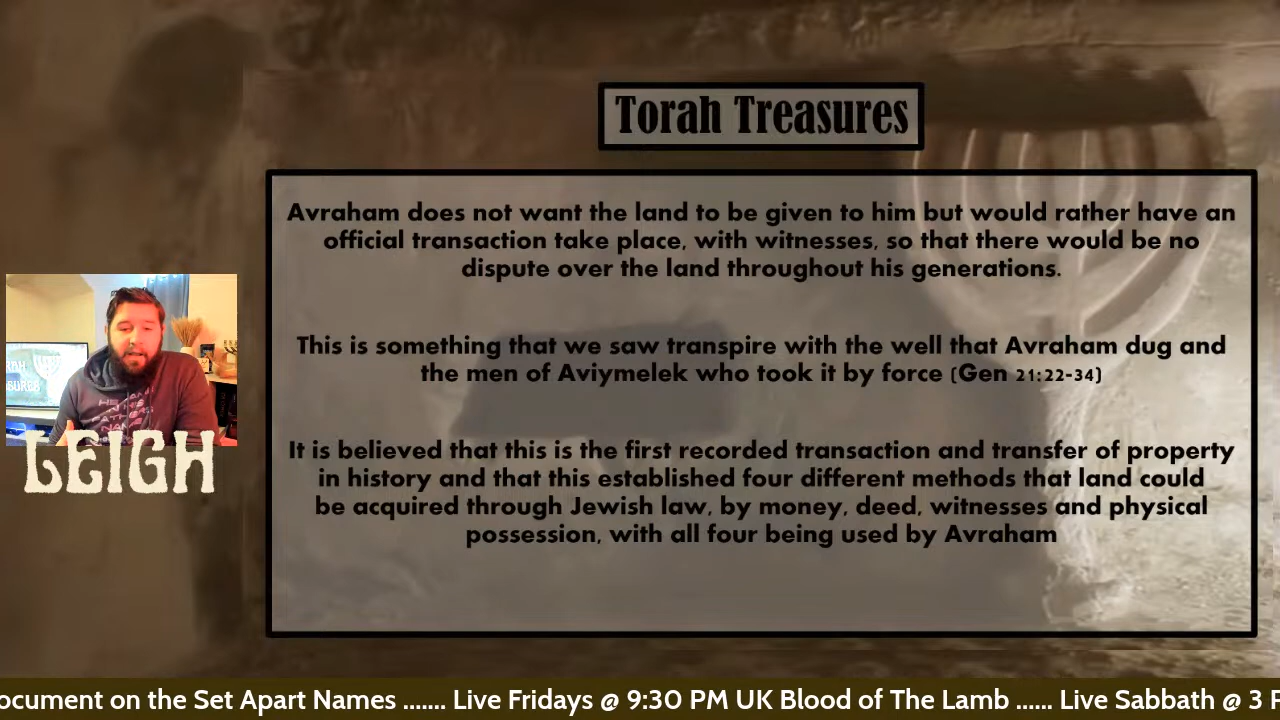 Torah Treasures
Avraham does not want the land to be given to him but would rather have an
official transaction take place, with witnesses, so that there would be no
dispute over the land throughout his generations.
This is something that we saw transpire with the well that Avraham dug and
the men of Aviymelek who took it by force (Gen 21:22-34)
It is believed that this is the first recorded transaction and transfer of property
in history and that this established four different methods that land could
be acquired through Jewish law, by money, deed, witnesses and physical
possession, with all four being used by Avraham
LEIGH
ocument on the Set Apart Names ....... Live Fridays @ 9:30 PM UK Blood of The Lamb ...... Live Sabbath @ 3 P